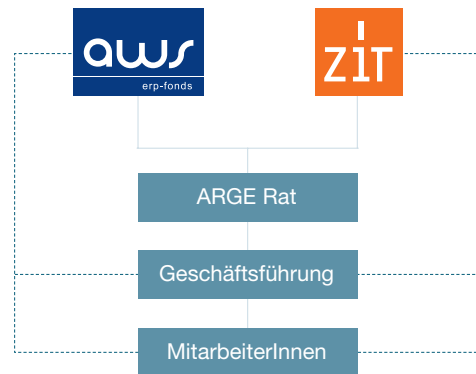 aws
erp-fonds
ZiT
ARGE Rat
Geschäftsführung
MitarbeiterInnen